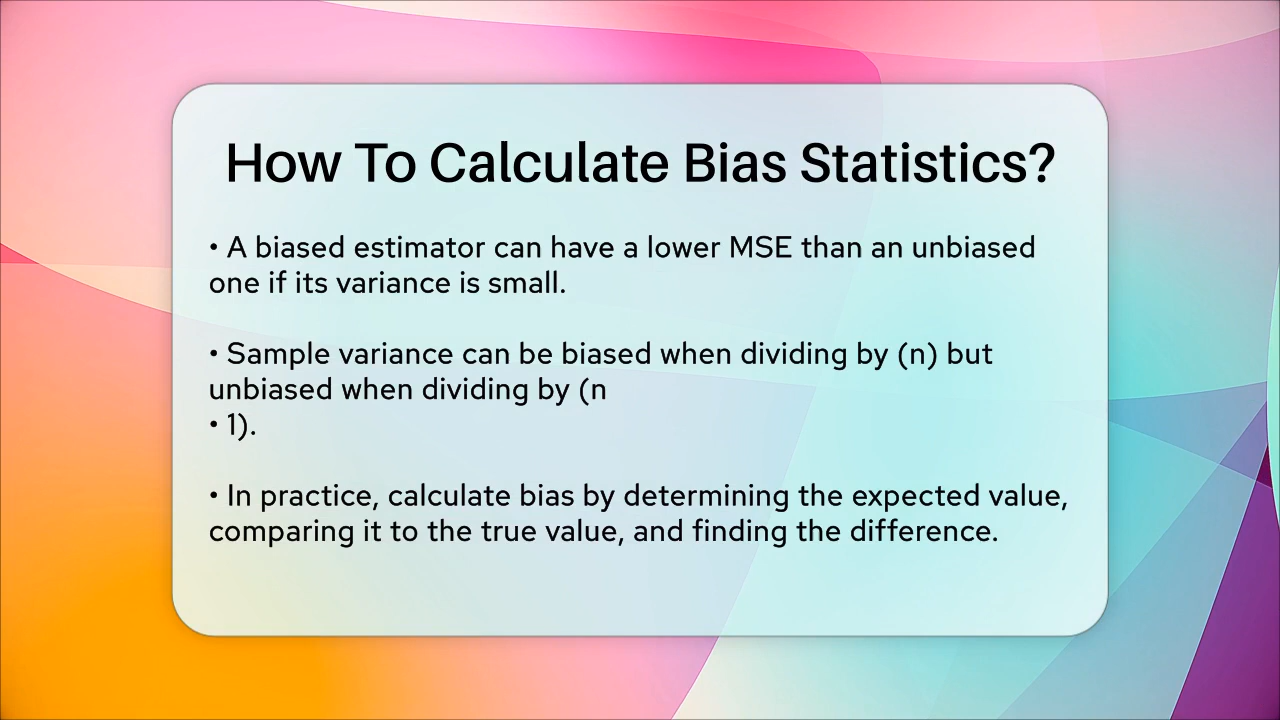 How To Calculate Bias Statistics?
• A biased estimator can have a lower MSE than an unbiased
one if its variance is small.
• Sample variance can be biased when dividing by (n) but
unbiased when dividing by (n
• 1).
• In practice, calculate bias by determining the expected value,
comparing it to the true value, and finding the difference.